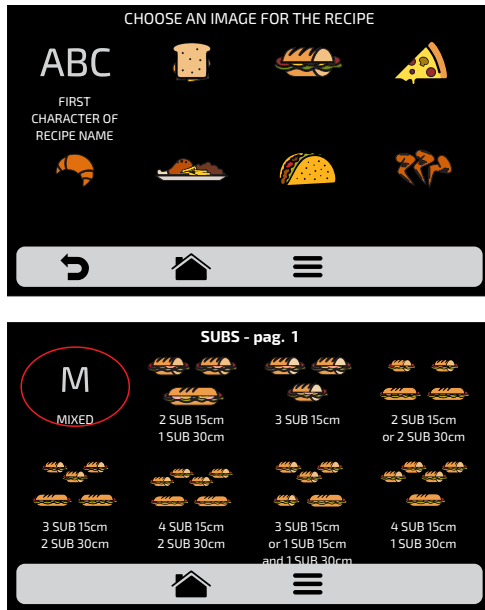 CHOOSE AN IMAGE FOR THE RECIPE
ABC
FIRST
CHARACTER OF
RECIPE NAME
SUBS - pag. 1
M
MIXED
2 SUB 15cm
1 SUB 30cm
3 SUB 15cm
2 SUB 15cm
or 2 SUB 30cm
3 SUB 15cm
2 SUB 30cm
4 SUB 15cm
2 SUB 30cm
3 SUB 15cm
or 1 SUB 15cm
and 1 SUB 30cm
4 SUB 15cm
1 SUB 30cm